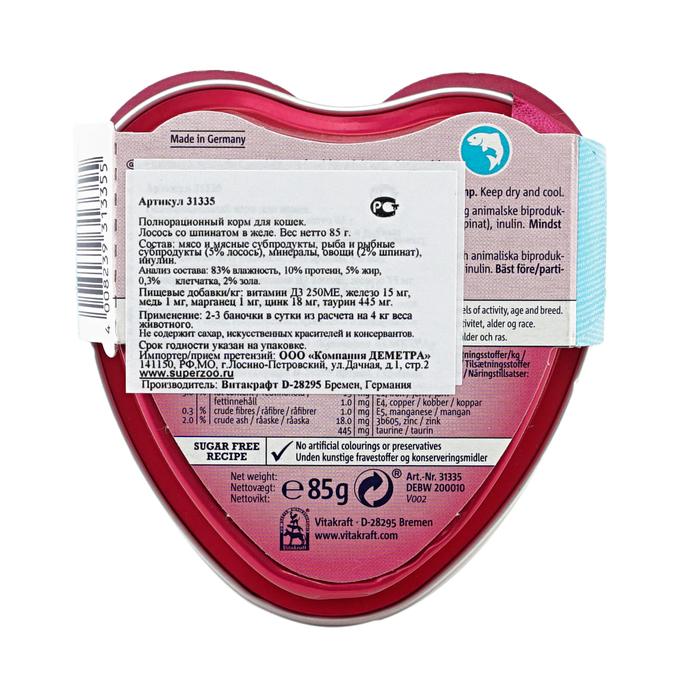 Made in Germany
Артикул 31335
Полнорационный корм для кошек.
Лосось со шпинатом в желе. Вес нетто 85 г.
Состав: мясо и мясные субпродукты, рыба и рыбные
субпродукты (5% лосось), минералы, овощи (2% шпинат),
инулин.
Анализ состава: 83% влажность, 10% протеин, 5% жир,
0,3% клетчатка, 2% зола.
Пищевые добавки/кг: витамин Д3 250МЕ, железо 15 мг,
медь 1 мг, марганец 1 мг, цинк 18 мг, таурин 445 мг.
Применение: 2-3 баночки в сутки из расчета на 4 кг веса
животного.
Не содержит сахар, искусственных красителей и консервантов.
Срок годности указан на упаковке.
Импортер/прием претензий: ООО «Компания ДЕМЕТРА»
141150, РФ,МО, г.Лосино-Петровский, ул.Дачная, д.1, стр.2
www.superzoo.ru
Производитель: Витакрафт D-28295 Бремен, Германия
4 008239 313355
mp. Keep dry and cool.
g animalske biproduk-
pinat), inulin. Mindst
n animaliska biproduk-
inulin. Bäst före/parti-
els of activity, age and breed.
tivitet, alder og race.
ålder och ras.
tningsstoffer/kg /
Tilsætningsstoffer
/ Näringstillsatser:
fettinnehåll
0.3 % crude fibres / råfibre / råfibrer
2.0 % crude ash / råaske / råaska
1.0 mg E4, copper / kobber / koppar
1.0 mg E5, manganese / mangan
18.0 mg 3b605, zinc / zink
445 mg taurine / taurin
SUGAR FREE
RECIPE
✓ No artificial colourings or preservatives
Uden kunstige fravestoffer og konserveringsmidler
Net weight:
Nettovægt:
Nettovikt:
℮ 85g
®
Art.-Nr. 31335
DEBW 200010
V002
Vitakraft
Vitakraft · D-28295 Bremen
www.vitakraft.com